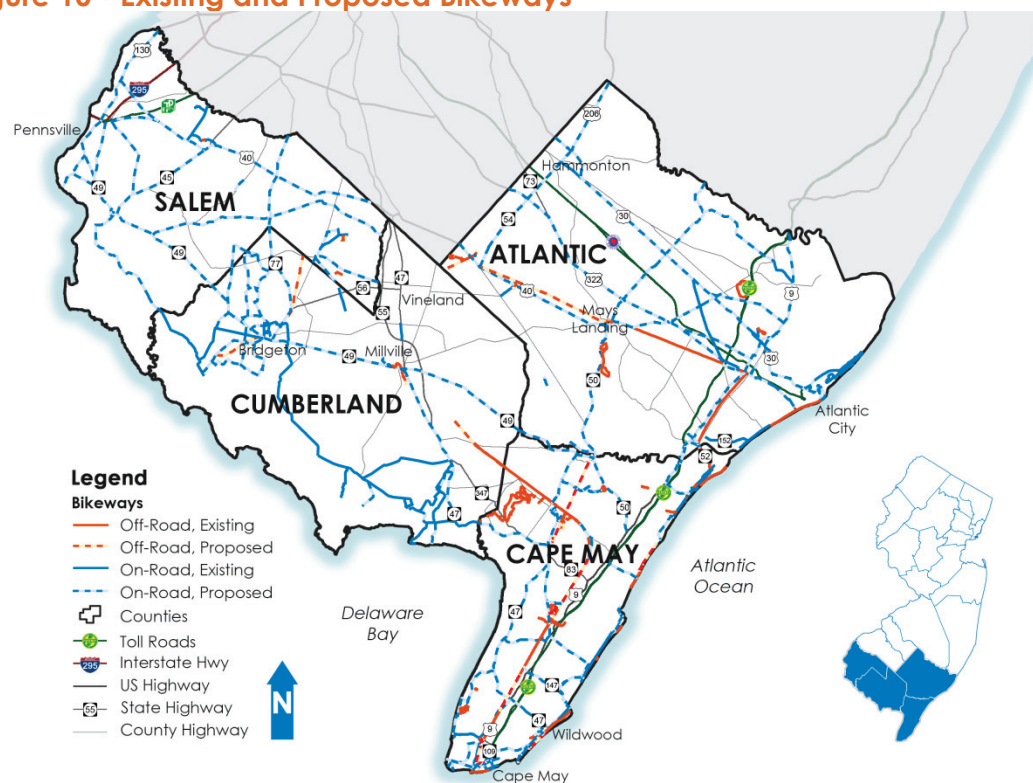 gure 10 Existing and Proposed Bikeways
130
295
TP
Pennsville
40
206
49
45
SALEM
73
Hammonton
30
54
ATLANTIC
49
77
47
322
9
56
Vineland
40
55
Mays
Landing
Bridgeton
49
Millville
30
50
CUMBERLAND
Atlantic
City
49
152
52
Legend
Bikeways
Off-Road, Existing
Off-Road, Proposed
On-Road, Existing
On-Road, Proposed
Counties
Toll Roads
Interstate Hwy
295
US Highway
55
State Highway
County Highway
N
347
47
50
CAPE MAY
Atlantic
Ocean
83
9
Delaware
Bay
47
147
9
47
Wildwood
109
Cape May